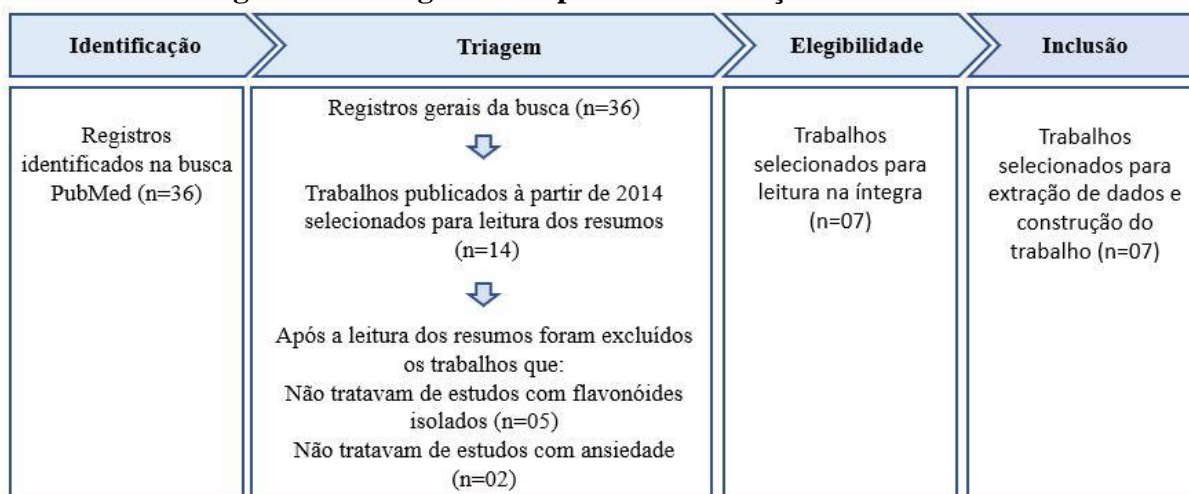 Identificação
Triagem
Elegibilidade
Inclusão
Registros
identificados na busca
PubMed (n=36)
Registros gerais da busca (n=36)
Trabalhos publicados à partir de 2014
selecionados para leitura dos resumos
(n=14)
Após a leitura dos resumos foram excluídos
os trabalhos que:
Não tratavam de estudos com flavonóides
isolados (n=05)
Não tratavam de estudos com ansiedade
(n=02)
Trabalhos
selecionados para
leitura na íntegra
(n=07)
Trabalhos
selecionados para
extração de dados e
construção do
trabalho (n=07)